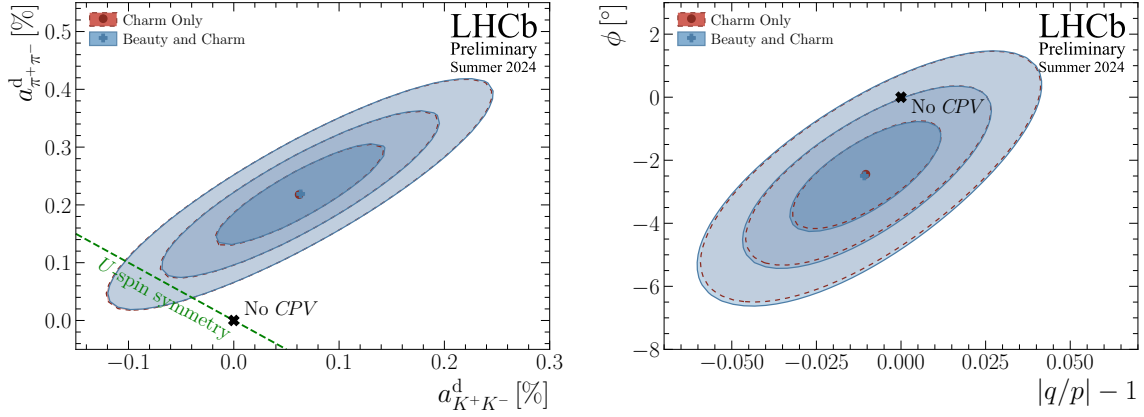 a^d_{π⁺π⁻} [%]
Charm Only
Beauty and Charm
LHCb
Preliminary
Summer 2024
0.5
0.4
0.3
0.2
0.1
0.0
U-spin symmetry
No CPV
−0.1 0.0 0.1 0.2 0.3
a^d_{K⁺K⁻} [%]
ϕ [°]
Charm Only
Beauty and Charm
LHCb
Preliminary
Summer 2024
2
0
−2
−4
−6
−8
No CPV
−0.050 −0.025 0.000 0.025 0.050
|q/p| − 1